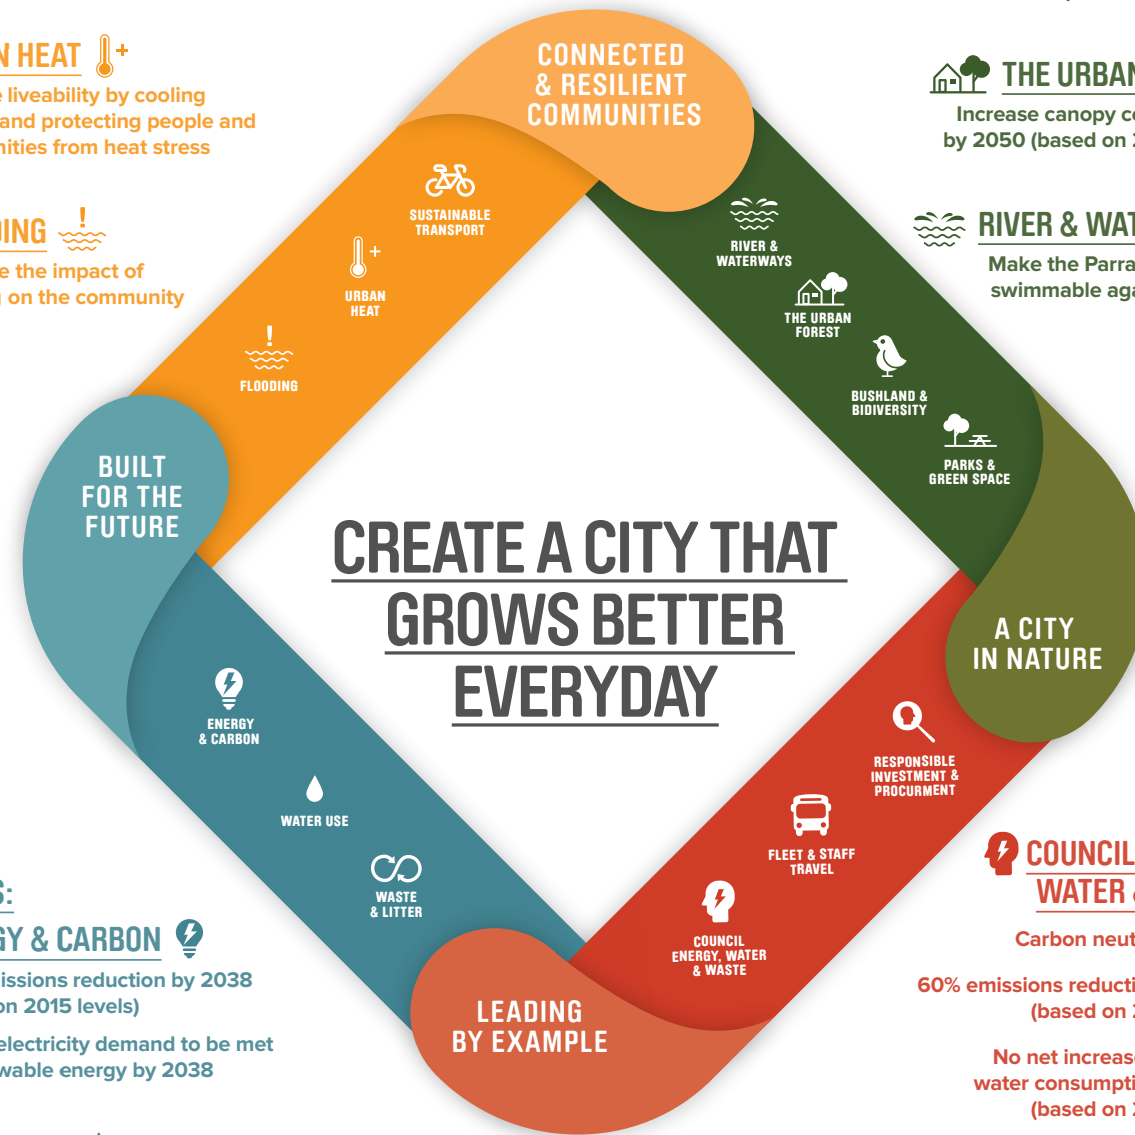 CONNECTED
& RESILIENT
COMMUNITIES
N HEAT
liveability by cooling
and protecting people and
nities from heat stress
DING
e the impact of
g on the community
THE URBAN
Increase canopy co
by 2050 (based on
RIVER & WAT
Make the Parra
swimmable aga
SUSTAINABLE
TRANSPORT
URBAN
HEAT
FLOODING
RIVER &
WATERWAYS
THE URBAN
FOREST
BUSHLAND &
BIDIVERSITY
PARKS &
GREEN SPACE
BUILT
FOR THE
FUTURE
CREATE A CITY THAT
GROWS BETTER
EVERYDAY
A CITY
IN NATURE
ENERGY
& CARBON
WATER USE
WASTE
& LITTER
RESPONSIBLE
INVESTMENT &
PROCURMENT
FLEET & STAFF
TRAVEL
COUNCIL
ENERGY, WATER
& WASTE
LEADING
BY EXAMPLE
S:
GY & CARBON
issions reduction by 2038
on 2015 levels)
electricity demand to be met
wable energy by 2038
COUNCIL
WATER &
Carbon neut
60% emissions reducti
(based on
No net increase
water consumpti
(based on